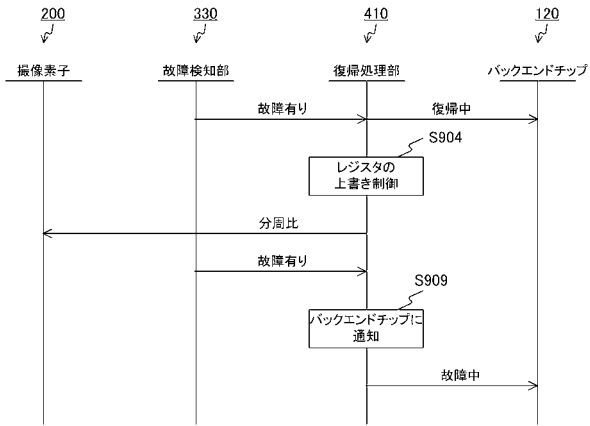 200
330
410
120
撮像素子
故障検知部
復帰処理部
バックエンドチップ
故障有り
復帰中
S904
レジスタの
上書き制御
分周比
故障有り
S909
バックエンドチップに
通知
故障中